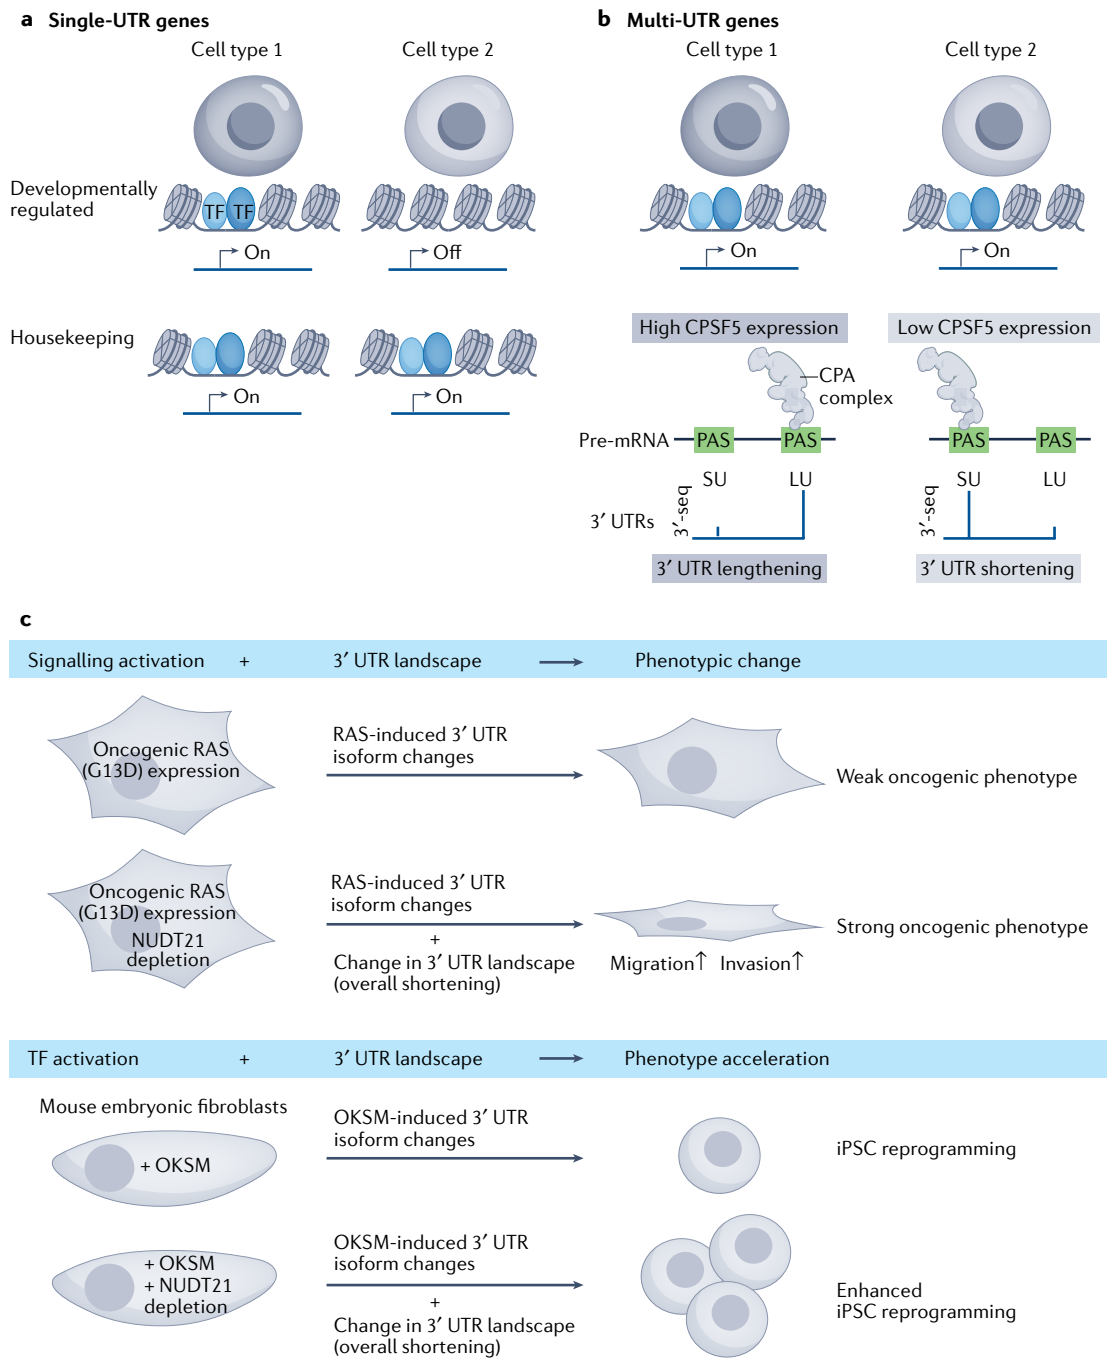 a Single-UTR genes
Cell type 1
Cell type 2
Developmentally
regulated
TF TF
On
Off
Housekeeping
On
On
b Multi-UTR genes
Cell type 1
Cell type 2
On
On
High CPSF5 expression
Low CPSF5 expression
CPA
complex
Pre-mRNA
PAS
PAS
PAS
PAS
SU
LU
SU
LU
3′ UTRs
3′-seq
3′-seq
3′ UTR lengthening
3′ UTR shortening
c
Signalling activation + 3′ UTR landscape → Phenotypic change
Oncogenic RAS
(G13D) expression
RAS-induced 3′ UTR
isoform changes
Weak oncogenic phenotype
Oncogenic RAS
(G13D) expression
NUDT21
depletion
RAS-induced 3′ UTR
isoform changes
+
Change in 3′ UTR landscape
(overall shortening)
Migration↑ Invasion↑
Strong oncogenic phenotype
TF activation + 3′ UTR landscape → Phenotype acceleration
Mouse embryonic fibroblasts
+ OKSM
OKSM-induced 3′ UTR
isoform changes
iPSC reprogramming
+ OKSM
+ NUDT21
depletion
OKSM-induced 3′ UTR
isoform changes
+
Change in 3′ UTR landscape
(overall shortening)
Enhanced
iPSC reprogramming